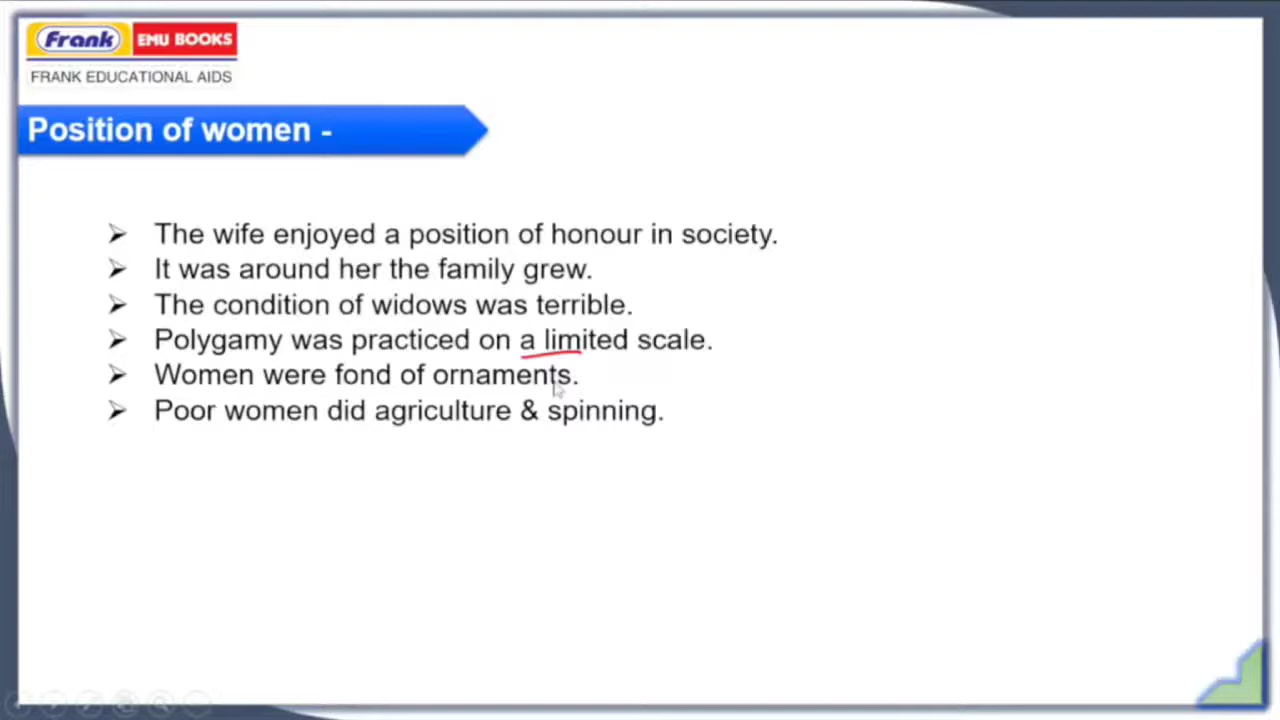 Frank EMU BOOKS
FRANK EDUCATIONAL AIDS
Position of women -
The wife enjoyed a position of honour in society.
It was around her the family grew.
The condition of widows was terrible.
Polygamy was practiced on a limited scale.
Women were fond of ornaments.
Poor women did agriculture & spinning.